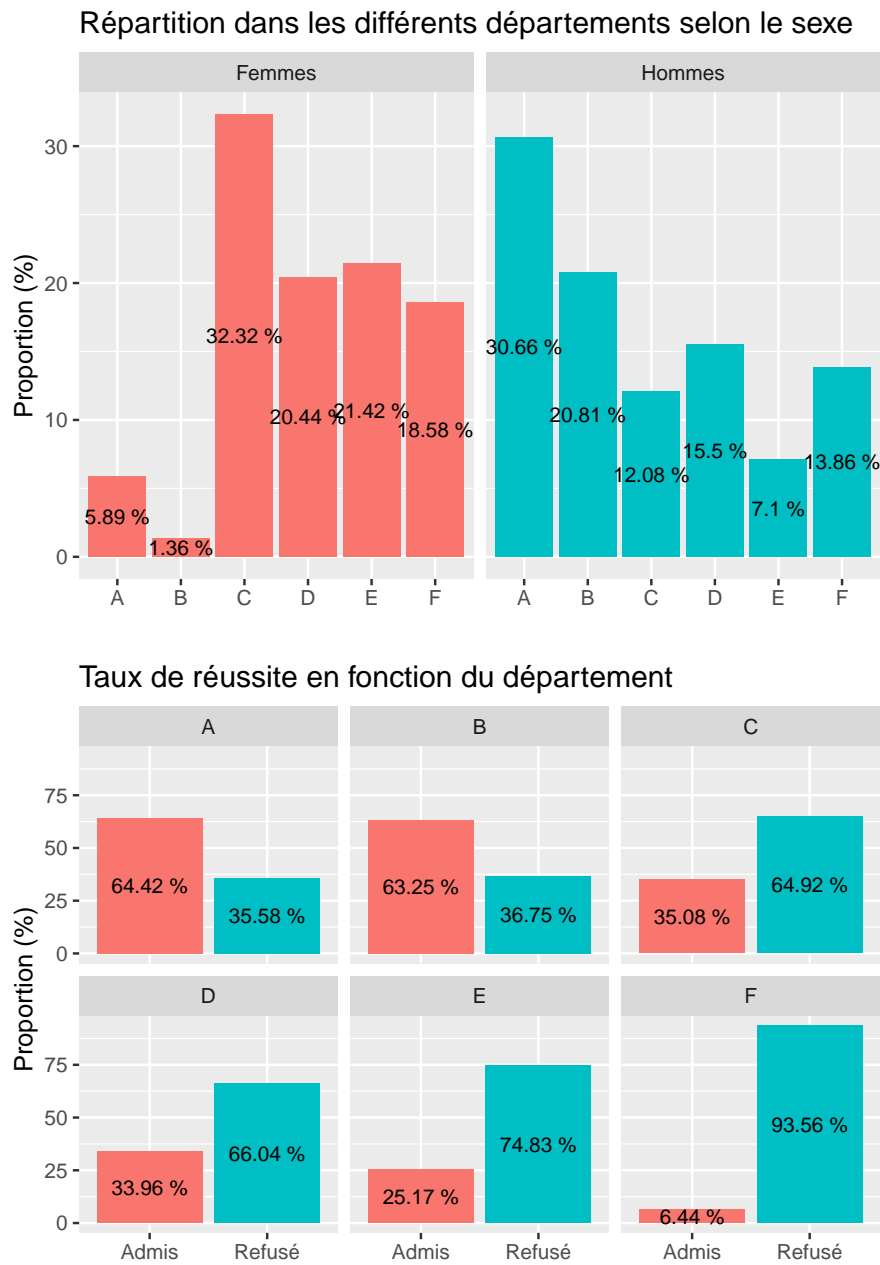 Répartition dans les différents départements selon le sexe
Femmes Hommes
Proportion (%)
30
20
10
0
5.89 % 1.36 % 32.32 % 20.44 % 21.42 % 18.58 %
30.66 % 20.81 % 12.08 % 15.5 % 7.1 % 13.86 %
A B C D E F A B C D E F
Taux de réussite en fonction du département
Proportion (%)
A B C
75
50
25
0
64.42 % 35.58 % 63.25 % 36.75 % 35.08 % 64.92 %
D E F
75
50
25
0
33.96 % 66.04 % 25.17 % 74.83 % 6.44 % 93.56 %
Admis Refusé Admis Refusé Admis Refusé